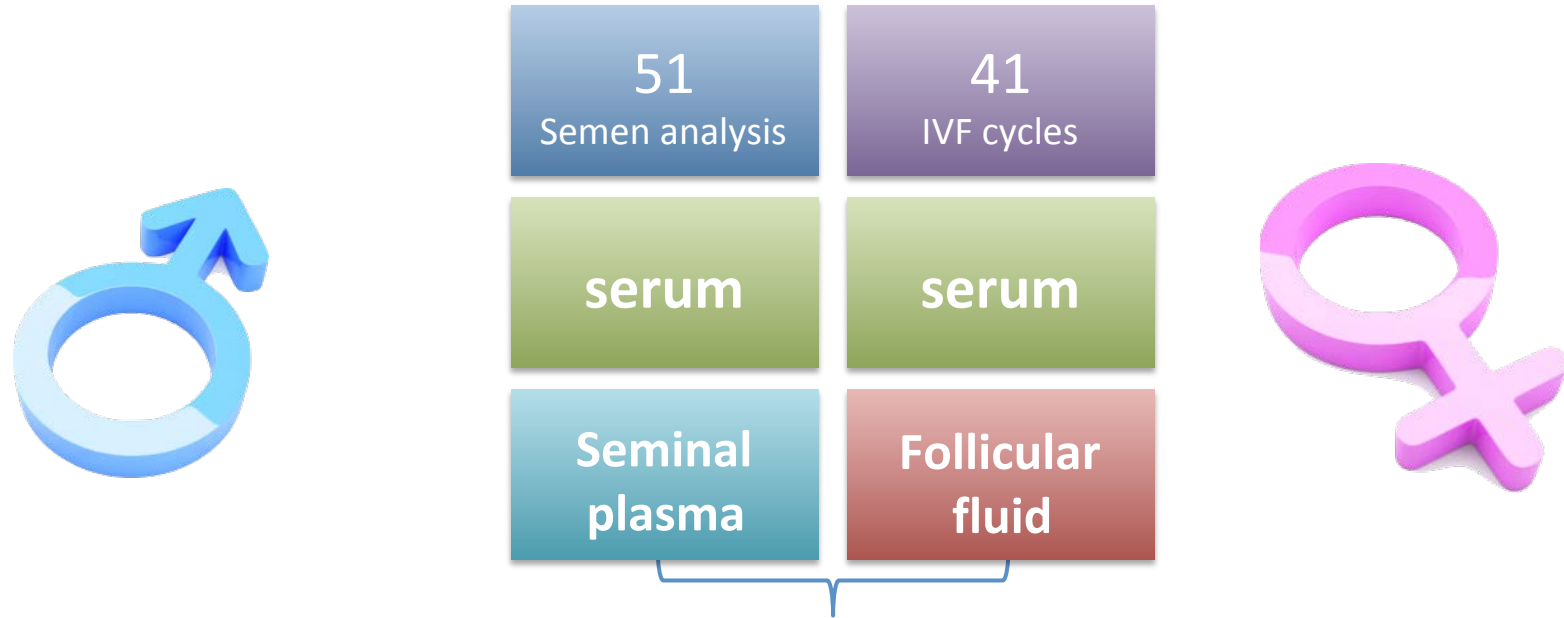 51
Semen analysis
41
IVF cycles
serum
serum
Seminal
plasma
Follicular
fluid